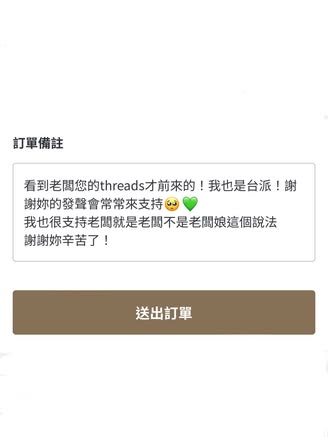 訂單備註
看到老闆您的threads才前來的！我也是台派！謝
謝妳的發聲會常常來支持🥺💚
我也很支持老闆就是老闆不是老闆娘這個說法
謝謝妳辛苦了！
送出訂單